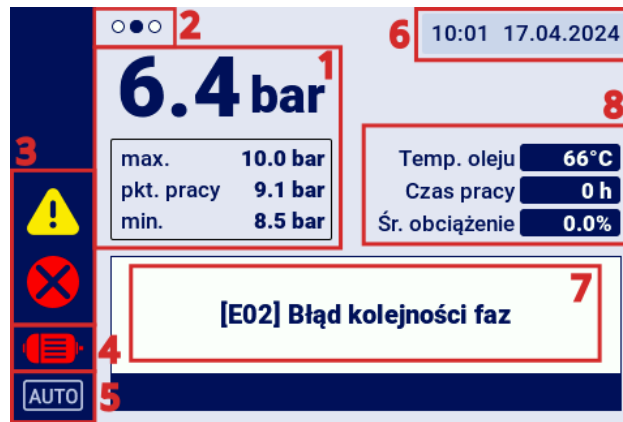 2
6
10:01 17.04.2024
1
6.4 bar
8
3
max. 10.0 bar
pkt. pracy 9.1 bar
min. 8.5 bar
Temp. oleju 66°C
Czas pracy 0 h
Śr. obciążenie 0.0%
7
[E02] Błąd kolejności faz
4
AUTO
5